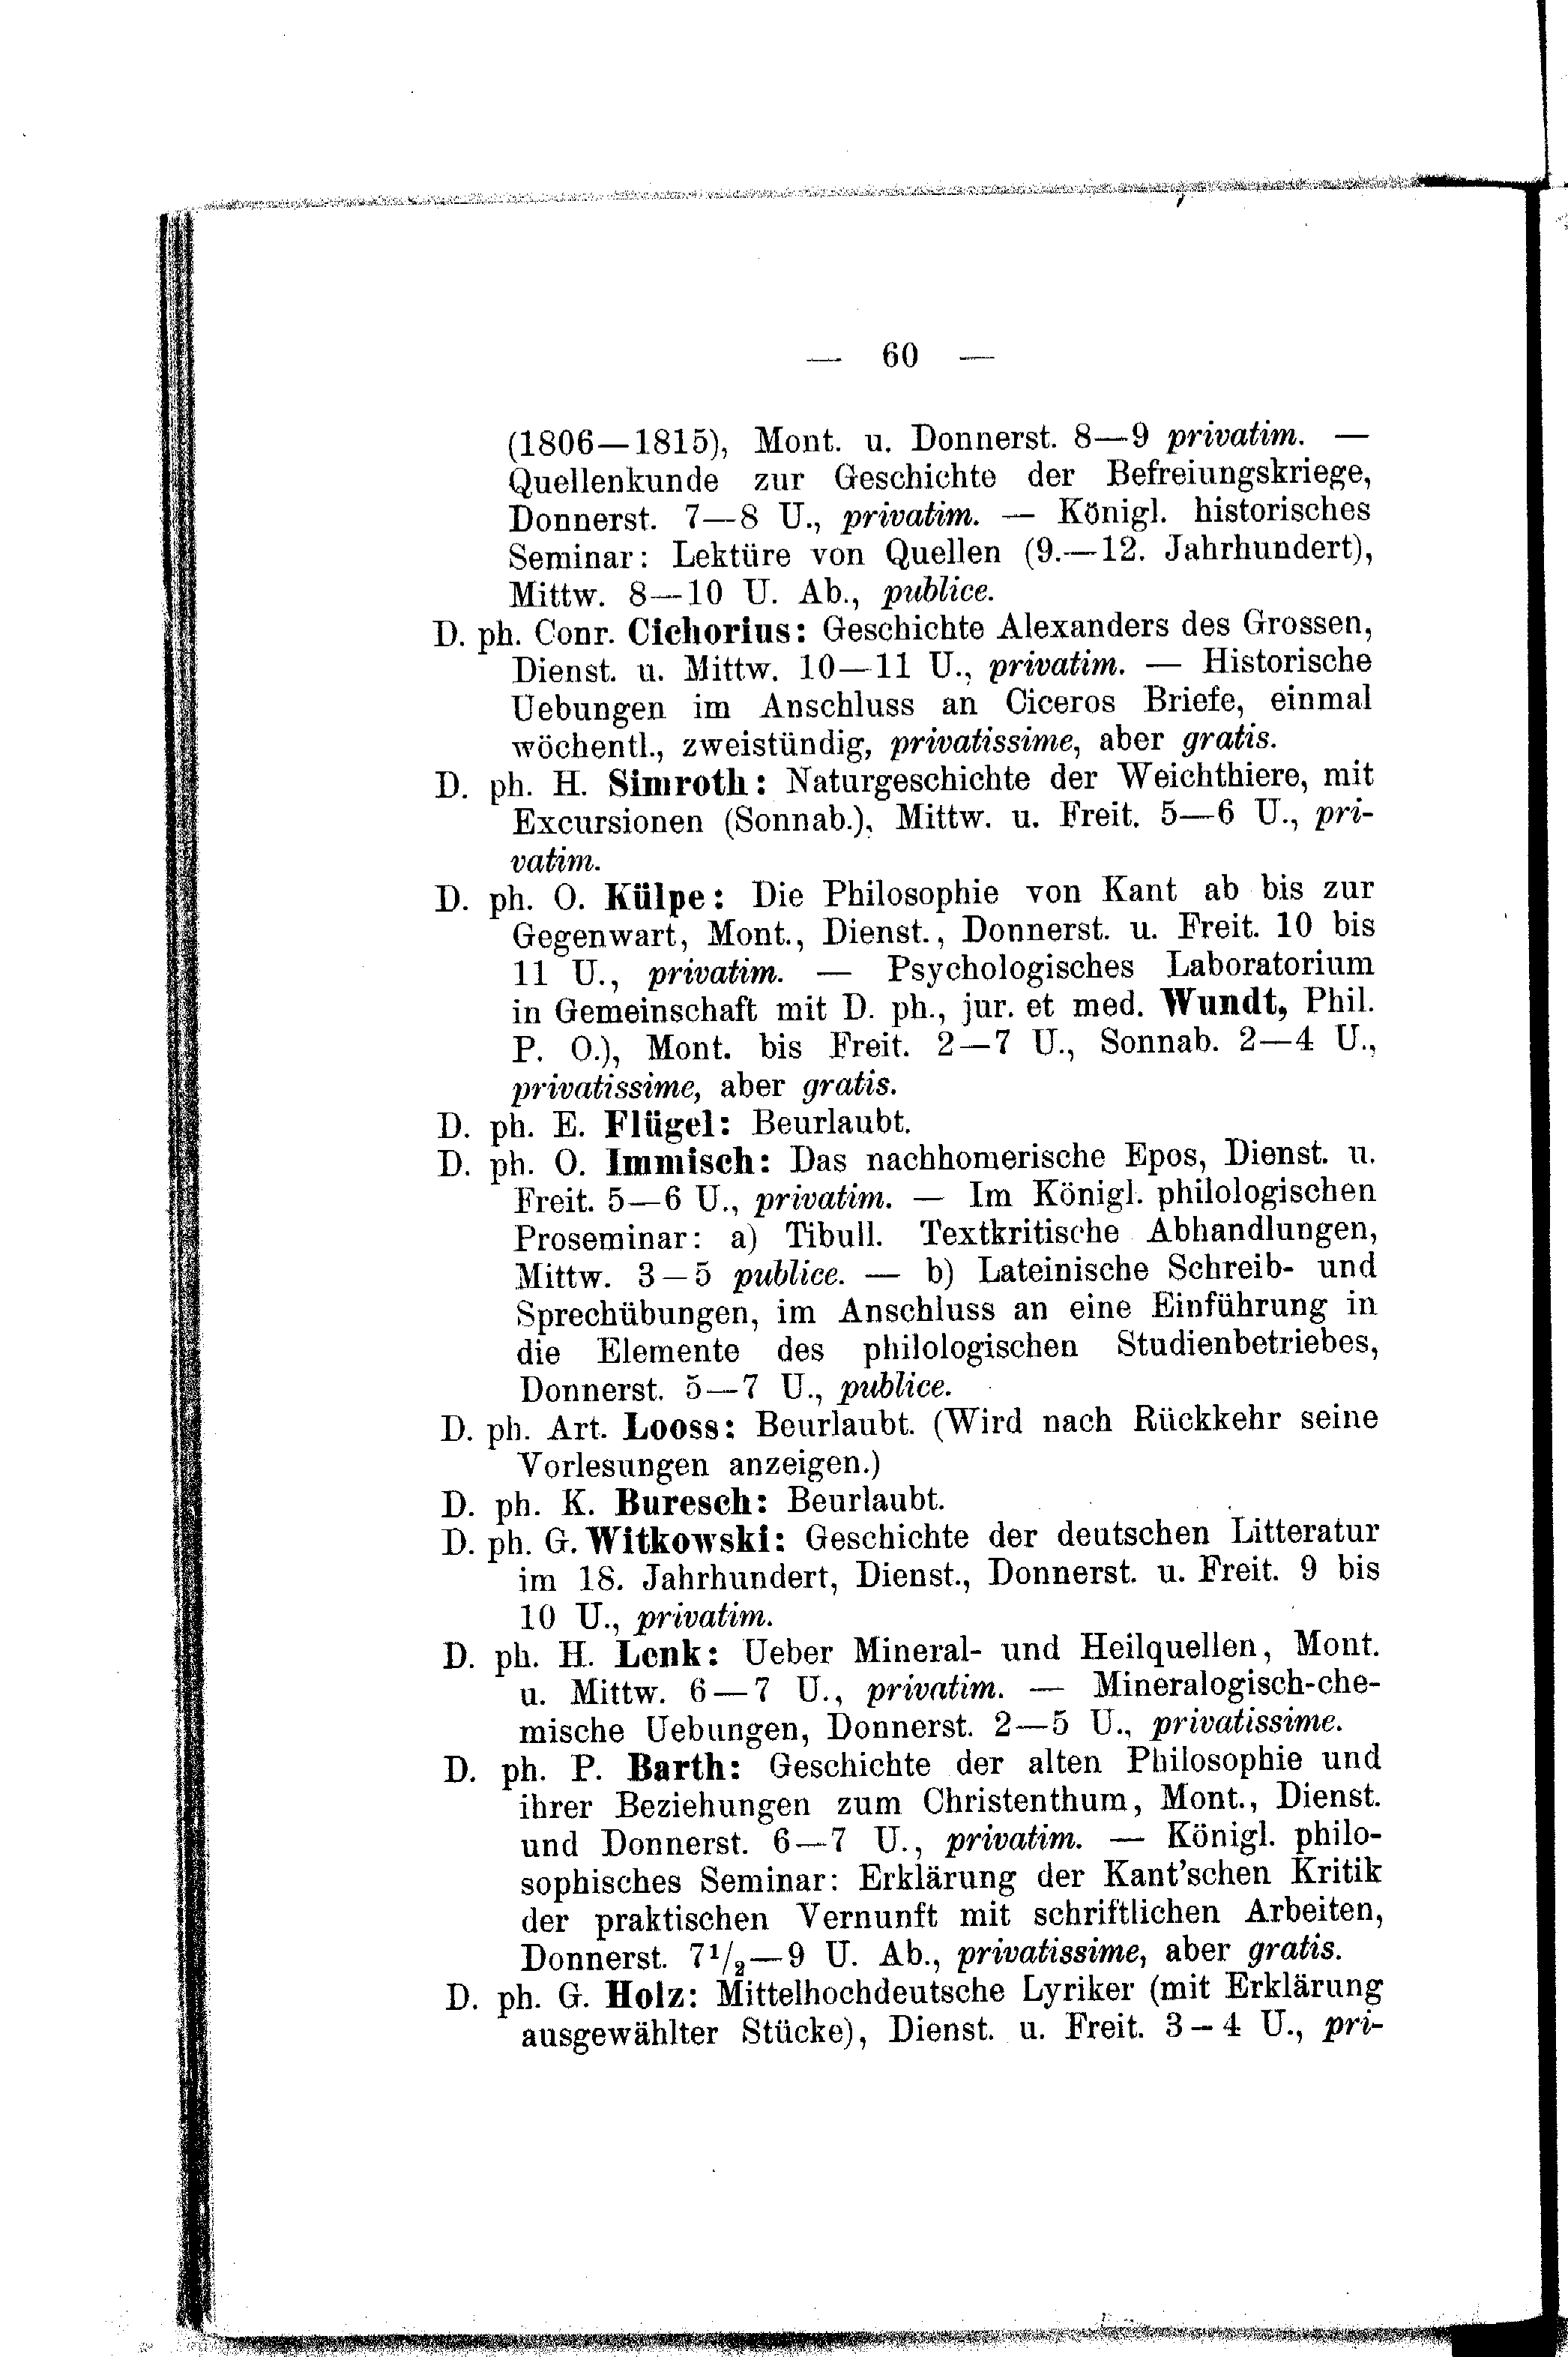 — 60 —
(1806—1815), Mont. u. Donnerst. 8—9 privatim. —
Quellenkunde zur Geschichte der Befreiungskriege,
Donnerst. 7—8 U., privatim. — Königl. historisches
Seminar: Lektüre von Quellen (9.—12. Jahrhundert),
Mittw. 8—10 U. Ab., publice.
D. ph. Conr. Cichorius: Geschichte Alexanders des Grossen,
Dienst. u. Mittw. 10—11 U., privatim. — Historische
Uebungen im Anschluss an Ciceros Briefe, einmal
wöchentl., zweistündig, privatissime, aber gratis.
D. ph. H. Simroth: Naturgeschichte der Weichthiere, mit
Excursionen (Sonnab.), Mittw. u. Freit. 5—6 U., pri-
vatim.
D. ph. O. Külpe: Die Philosophie von Kant ab bis zur
Gegenwart, Mont., Dienst., Donnerst. u. Freit. 10 bis
11 U., privatim. — Psychologisches Laboratorium
in Gemeinschaft mit D. ph., jur. et med. Wundt, Phil.
P. O.), Mont. bis Freit. 2—7 U., Sonnab. 2—4 U.,
privatissime, aber gratis.
D. ph. E. Flügel: Beurlaubt.
D. ph. O. Immisch: Das nachhomerische Epos, Dienst. u.
Freit. 5—6 U., privatim. — Im Königl. philologischen
Proseminar: a) Tibull. Textkritische Abhandlungen,
Mittw. 3—5 publice. — b) Lateinische Schreib- und
Sprechübungen, im Anschluss an eine Einführung in
die Elemente des philologischen Studienbetriebes,
Donnerst. 5—7 U., publice.
D. ph. Art. Looss: Beurlaubt. (Wird nach Rückkehr seine
Vorlesungen anzeigen.)
D. ph. K. Buresch: Beurlaubt.
D. ph. G. Witkowski: Geschichte der deutschen Litteratur
im 18. Jahrhundert, Dienst., Donnerst. u. Freit. 9 bis
10 U., privatim.
D. ph. H. Lenk: Ueber Mineral- und Heilquellen, Mont.
u. Mittw. 6—7 U., privatim. — Mineralogisch-che-
mische Uebungen, Donnerst. 2—5 U., privatissime.
D. ph. P. Barth: Geschichte der alten Philosophie und
ihrer Beziehungen zum Christenthum, Mont., Dienst.
und Donnerst. 6—7 U., privatim. — Königl. philo-
sophisches Seminar: Erklärung der Kant'schen Kritik
der praktischen Vernunft mit schriftlichen Arbeiten,
Donnerst. 7½—9 U. Ab., privatissime, aber gratis.
D. ph. G. Holz: Mittelhochdeutsche Lyriker (mit Erklärung
ausgewählter Stücke), Dienst. u. Freit. 3–4 U., pri-